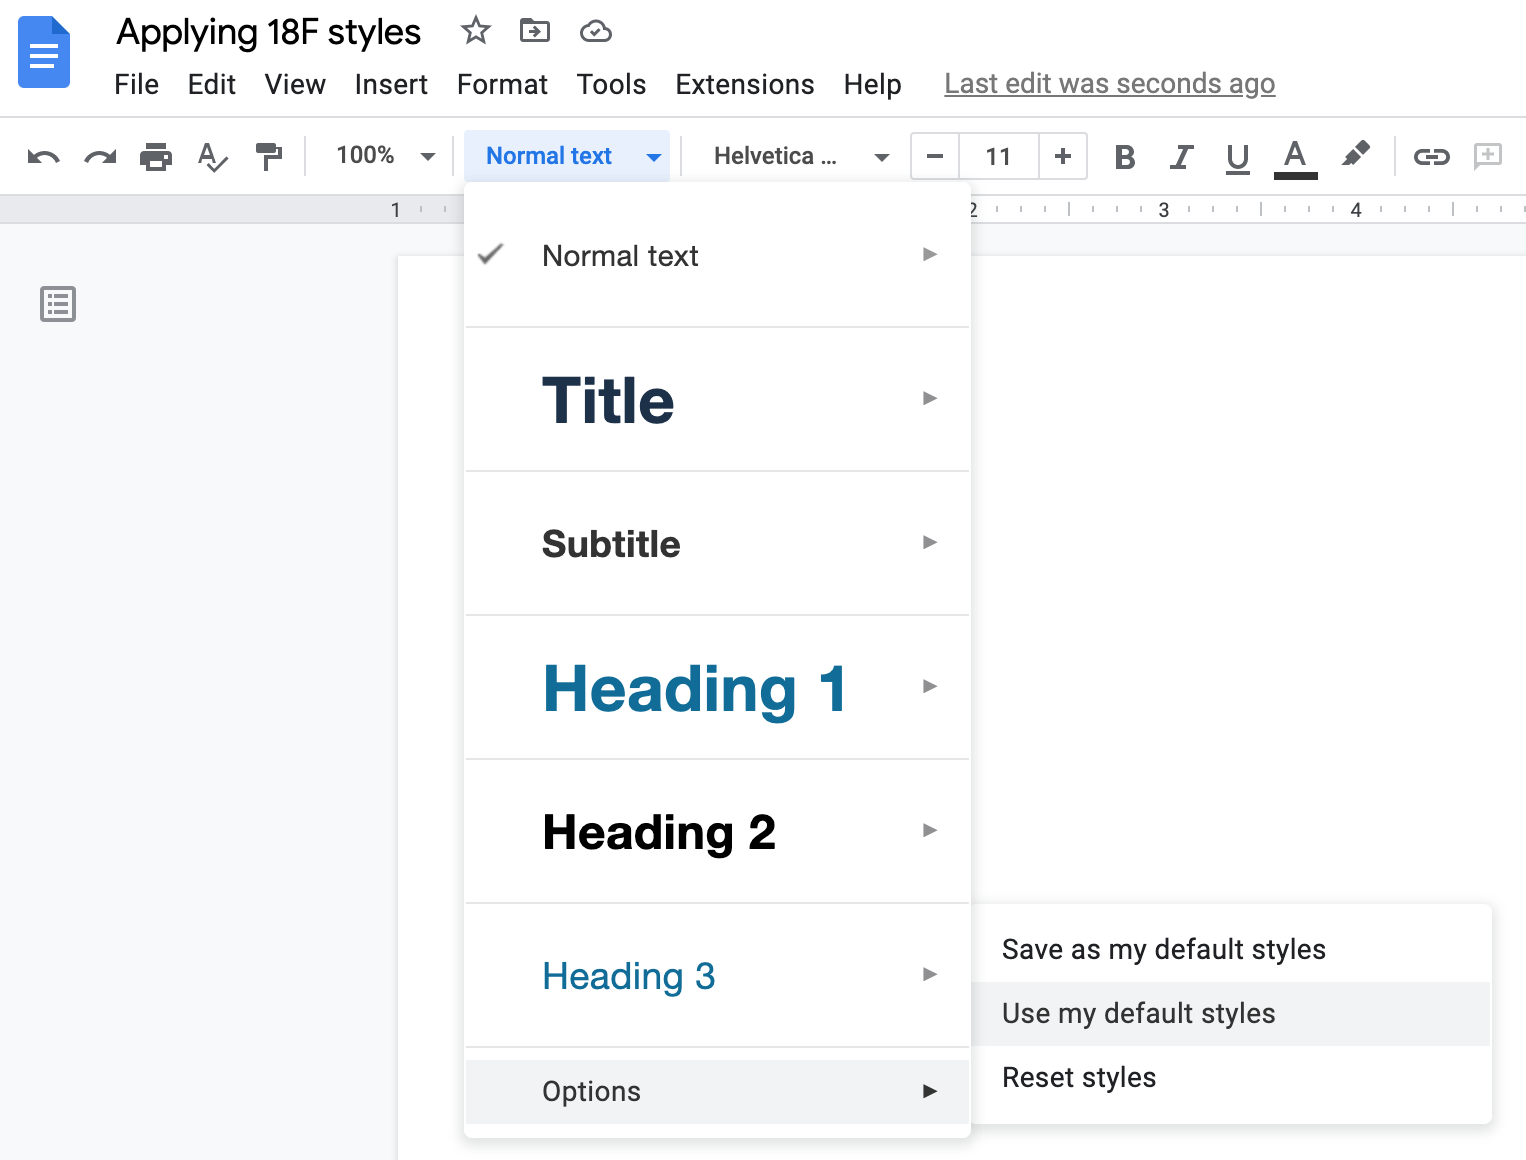 Applying 18F styles
File Edit View Insert Format Tools Extensions Help Last edit was seconds ago
100% Normal text Helvetica ... 11 B I U A
1 2 3 4
Normal text
Title
Subtitle
Heading 1
Heading 2
Heading 3
Options
Save as my default styles
Use my default styles
Reset styles